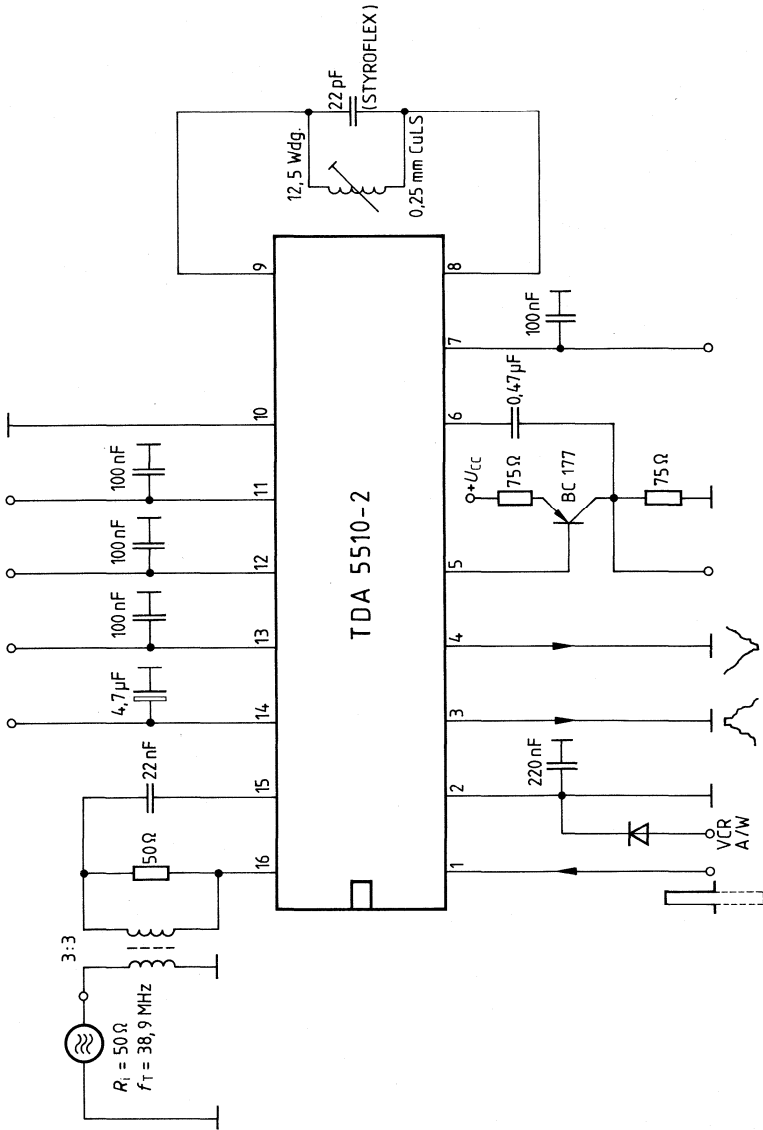 3:3
R_i = 50 Ω
f_T = 38,9 MHz
50 Ω
22 nF
4,7 µF
100 nF
100 nF
100 nF
16
15
14
13
12
11
10
9
TDA 5510-2
12,5 Wdg.
22 pF
(STYROFLEX)
0,25 mm CuLS
1
2
3
4
5
6
7
8
VCR
A/W
220 nF
+U_CC
75 Ω
BC 177
75 Ω
0,47 µF
100 nF